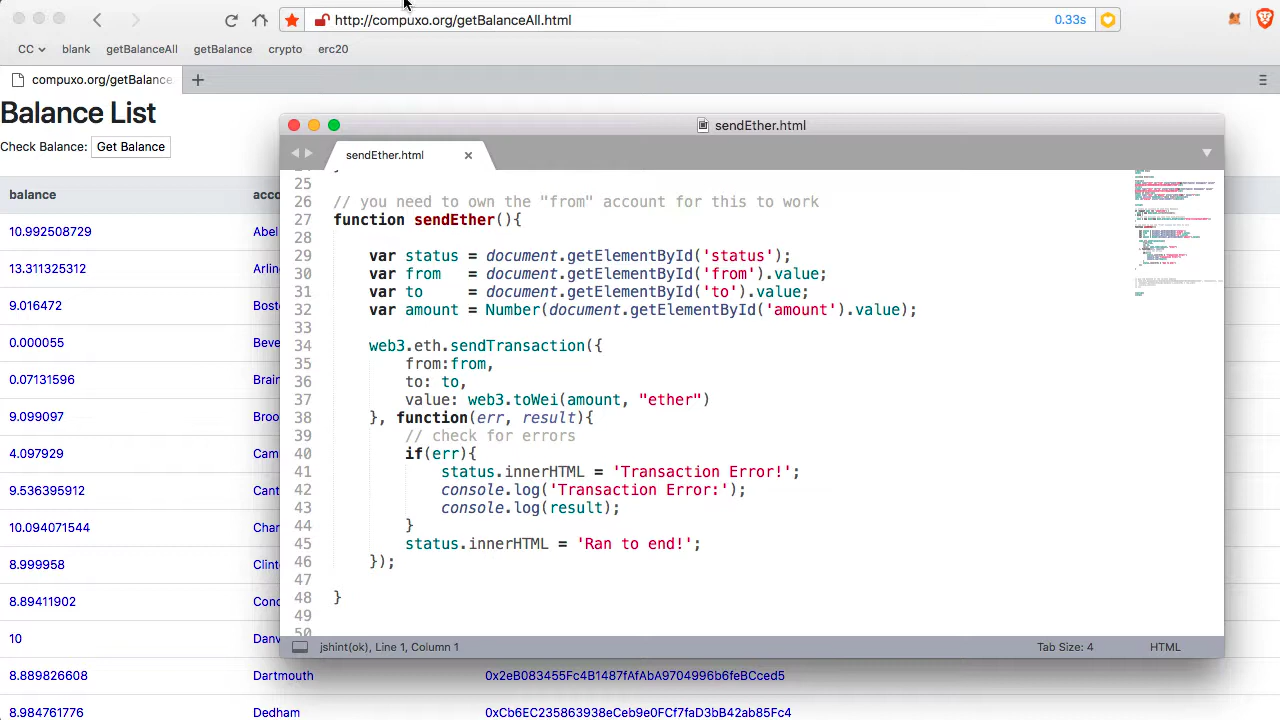 http://compuxo.org/getBalanceAll.html
0.33s
CC blank getBalanceAll getBalance crypto erc20
compuxo.org/getBalance
Balance List
Check Balance: Get Balance
balance
10.992508729 Abel
13.311325312
9.016472
0.000055
0.07131596
9.099097
4.097929
9.536395912
10.094071544
8.999958
8.89411902
10
8.889826608 Dartmouth 0x2eB083455Fc4B1487fAfAbA9704996b6feBCced5
8.984761776 Dedham 0xCb6EC235863938eCeb9e0FCf7faD3bB42ab85Fc4
sendEther.html
sendEther.html
25
26 // you need to own the "from" account for this to work
27 function sendEther(){
28
29 var status = document.getElementById('status');
30 var from = document.getElementById('from').value;
31 var to = document.getElementById('to').value;
32 var amount = Number(document.getElementById('amount').value);
33
34 web3.eth.sendTransaction({
35 from:from,
36 to: to,
37 value: web3.toWei(amount, "ether")
38 }, function(err, result){
39 // check for errors
40 if(err){
41 status.innerHTML = 'Transaction Error!';
42 console.log('Transaction Error:');
43 console.log(result);
44 }
45 status.innerHTML = 'Ran to end!';
46 });
47
48 }
49
50
jshint(ok), Line 1, Column 1 Tab Size: 4 HTML